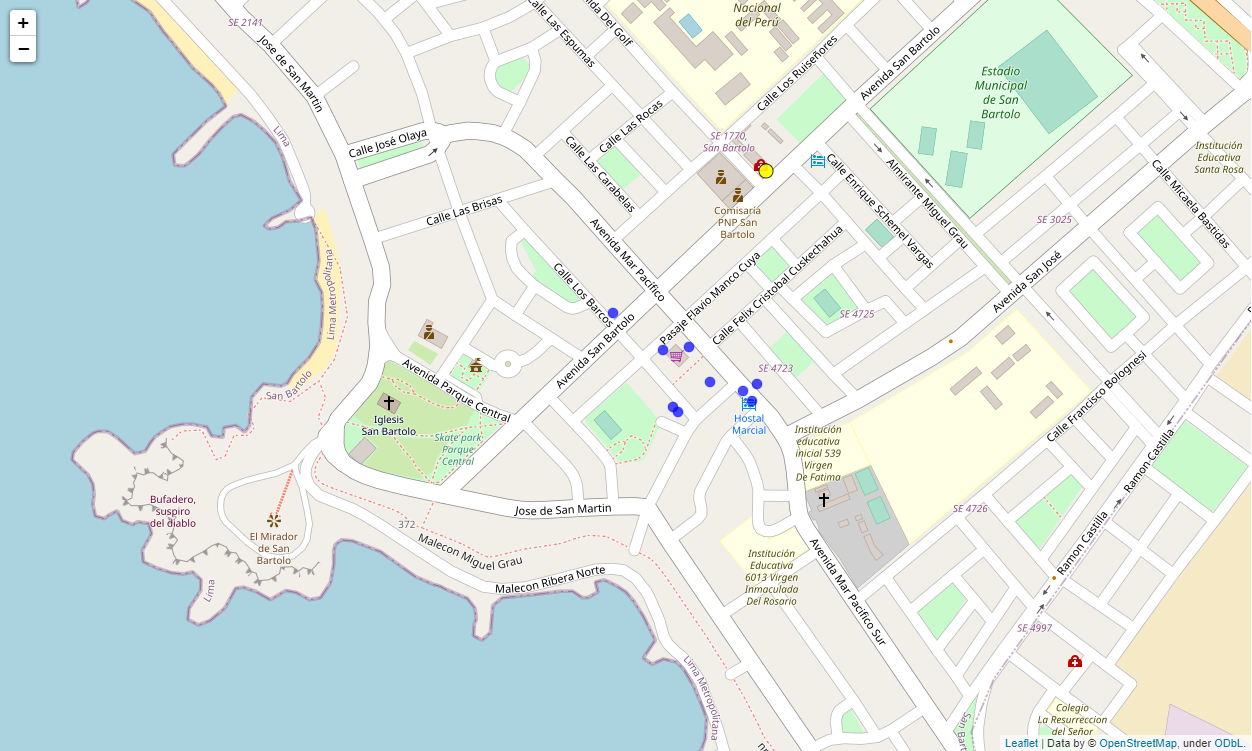 +
−
SE 2141
Jose de San Martin
Calle Las Espumas
nida Del Golf
Nacional
del Perú
Calle Los Ruiseñores
Avenida San Bartolo
Estadio
Municipal
de San
Bartolo
Institución
Educativa
Santa Rosa
Lima
Calle José Olaya
Calle Las Rocas
Calle Las Carabelas
SE 1770,
San Bartolo
Calle Enrique Schemel Vargas
Almirante Miguel Grau
Calle Micaela Bastidas
Calle Las Brisas
Comisaría
PNP San
Bartolo
SE 3025
Lima Metropolitana
Avenida Mar Pacífico
Calle Los Barcos
Pasaje Flavio Manco Cuya
Calle Felix Cristobal Cuskechahua
Avenida San José
SE 4725
Avenida San Bartolo
SE 4723
San Bartolo
Avenida Parque Central
Iglesis
San Bartolo
Skate park
Parque
Central
Hostal
Marcial
Institución
educativa
inicial 539
Virgen
De Fatima
Calle Francisco Bolognesi
Ramon Castilla
Bufadero,
suspiro
del diablo
El Mirador
de San
Bartolo
372
Jose de San Martin
Malecon Miguel Grau
Malecon Ribera Norte
Lima
SE 4726
Ramon Castilla
Institución
Educativa
6013 Virgen
Inmaculada
Del Rosario
Avenida Mar Pacifico Sur
SE 4997
Lima Metropolitana
San Bart
Colegio
La Resurreccion
del Señor
Leaflet | Data by © OpenStreetMap, under ODbL.